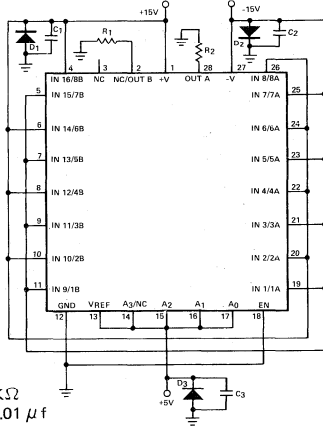 +15V
-15V
D1 C1 R1 R2 D2 C2
4 3 2 1 28 27 26
IN 16/8B NC NC/OUT B +V OUT A -V IN 8/8A
5 IN 15/7B IN 7/7A 25
6 IN 14/6B IN 6/6A 24
7 IN 13/5B IN 5/5A 23
8 IN 12/4B IN 4/4A 22
9 IN 11/3B IN 3/3A 21
10 IN 10/2B IN 2/2A 20
11 IN 9/1B IN 1/1A 19
GND VREF A3/NC A2 A1 A0 EN
12 13 14 15 16 17 18
D3 C3
+5V
Ω
.01 µf